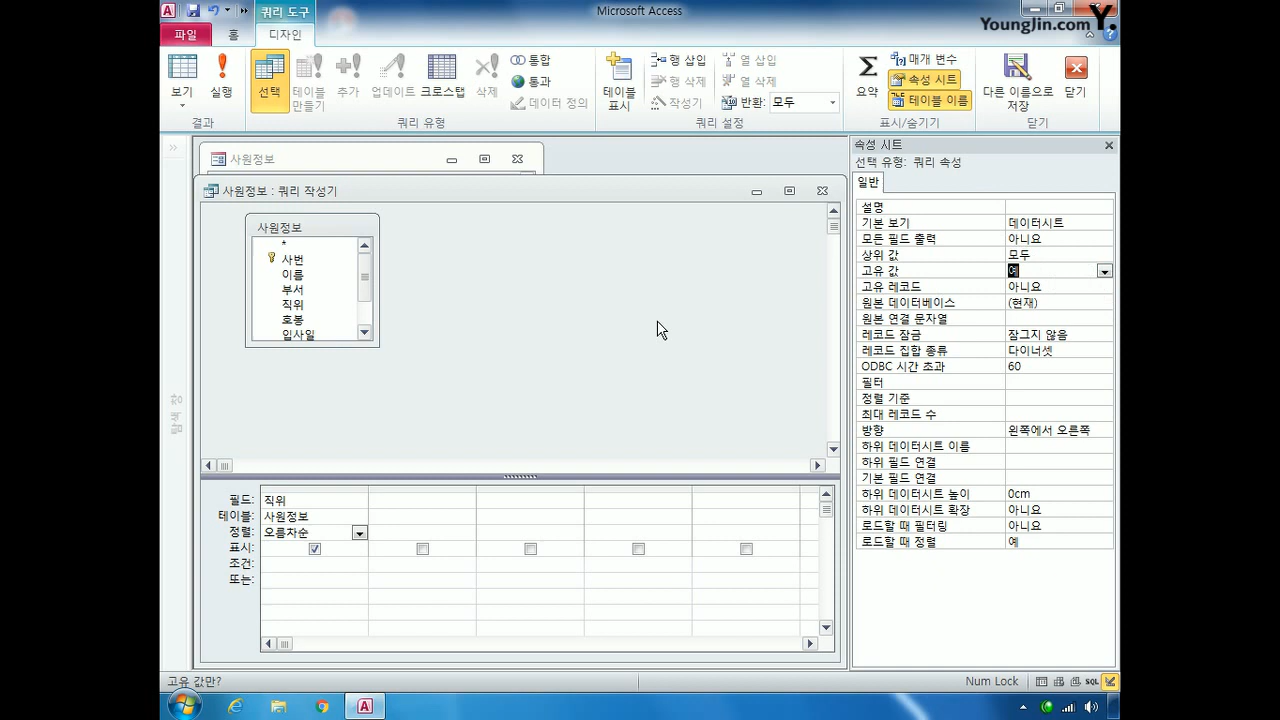 쿼리 도구
Microsoft Access
YoungJin.com Y.
파일
홈
디자인
보기
실행
결과
선택
테이블 만들기
추가
업데이트
크로스탭
삭제
통합
통과
데이터 정의
쿼리 유형
테이블 표시
행 삽입
행 삭제
작성기
열 삽입
열 삭제
반환: 모두
쿼리 설정
요약
매개 변수
속성 시트
테이블 이름
표시/숨기기
다른 이름으로 저장
닫기
닫기
사원정보
사원정보 : 쿼리 작성기
사원정보
*
사번
이름
부서
직위
호봉
입사일
탐색 창
필드: 직위
테이블: 사원정보
정렬: 오름차순
표시:
조건:
또는:
속성 시트
선택 유형: 쿼리 속성
일반
설명
기본 보기 데이터시트
모든 필드 출력 아니요
상위 값 모두
고유 값 예
고유 레코드 아니요
원본 데이터베이스 (현재)
원본 연결 문자열
레코드 잠금 잠그지 않음
레코드 집합 종류 다이너셋
ODBC 시간 초과 60
필터
정렬 기준
최대 레코드 수
방향 왼쪽에서 오른쪽
하위 데이터시트 이름
하위 필드 연결
기본 필드 연결
하위 데이터시트 높이 0cm
하위 데이터시트 확장 아니요
로드할 때 필터링 아니요
로드할 때 정렬 예
고유 값만?
Num Lock
SQL